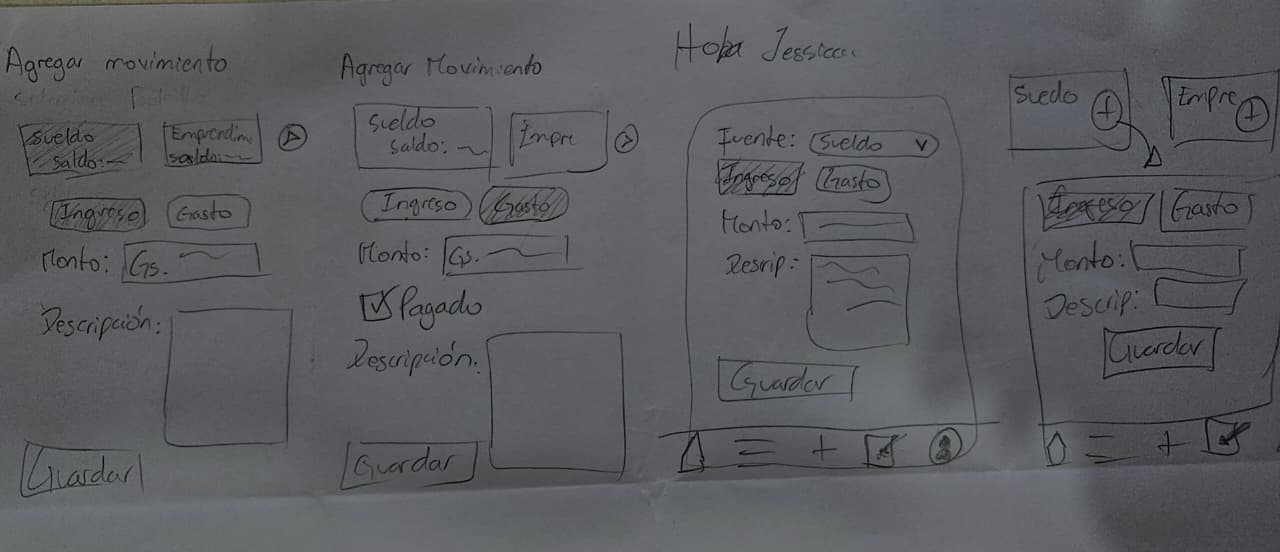 Agregar movimiento
Sueldo
saldo:
Emprendim
saldo:
Ingreso
Gasto
Monto: Gs.
Descripción:
Guardar
Agregar Movimiento
Sueldo
saldo:
Empre
Ingreso
Gasto
Monto: Gs.
Pagado
Descripción:
Guardar
Hola Jessica
Fuente: Sueldo
Ingreso
Gasto
Monto:
Descrip:
Guardar
Suedo
Empre
Ingreso
Gasto
Monto:
Descrip:
Guardar